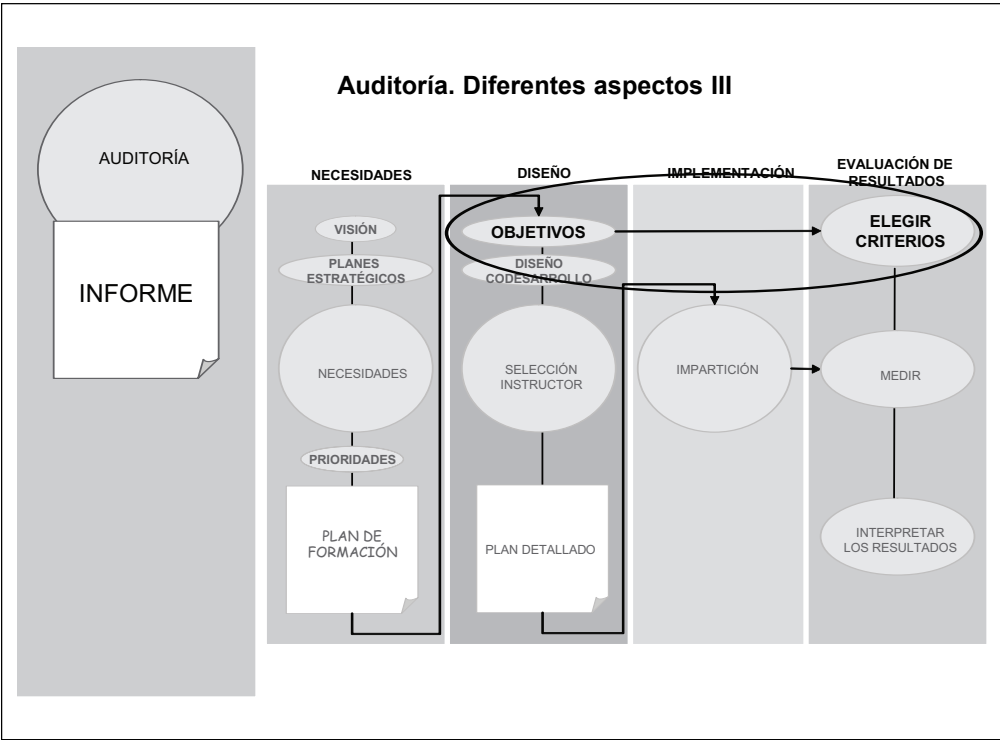 Auditoría. Diferentes aspectos III
AUDITORÍA
INFORME
NECESIDADES
VISIÓN
PLANES
ESTRATÉGICOS
NECESIDADES
PRIORIDADES
PLAN DE
FORMACIÓN
DISEÑO
OBJETIVOS
DISEÑO
CODESARROLLO
SELECCIÓN
INSTRUCTOR
PLAN DETALLADO
IMPLEMENTACIÓN
IMPARTICIÓN
EVALUACIÓN DE
RESULTADOS
ELEGIR
CRITERIOS
MEDIR
INTERPRETAR
LOS RESULTADOS